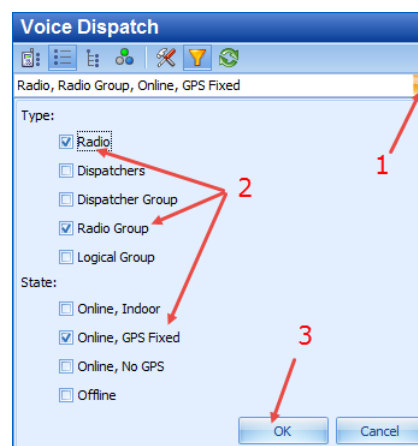 Voice Dispatch
Radio, Radio Group, Online, GPS Fixed
Type:
1
Radio
Dispatchers
2
Dispatcher Group
Radio Group
Logical Group
State:
Online, Indoor
Online, GPS Fixed
3
Online, No GPS
Offline
OK Cancel